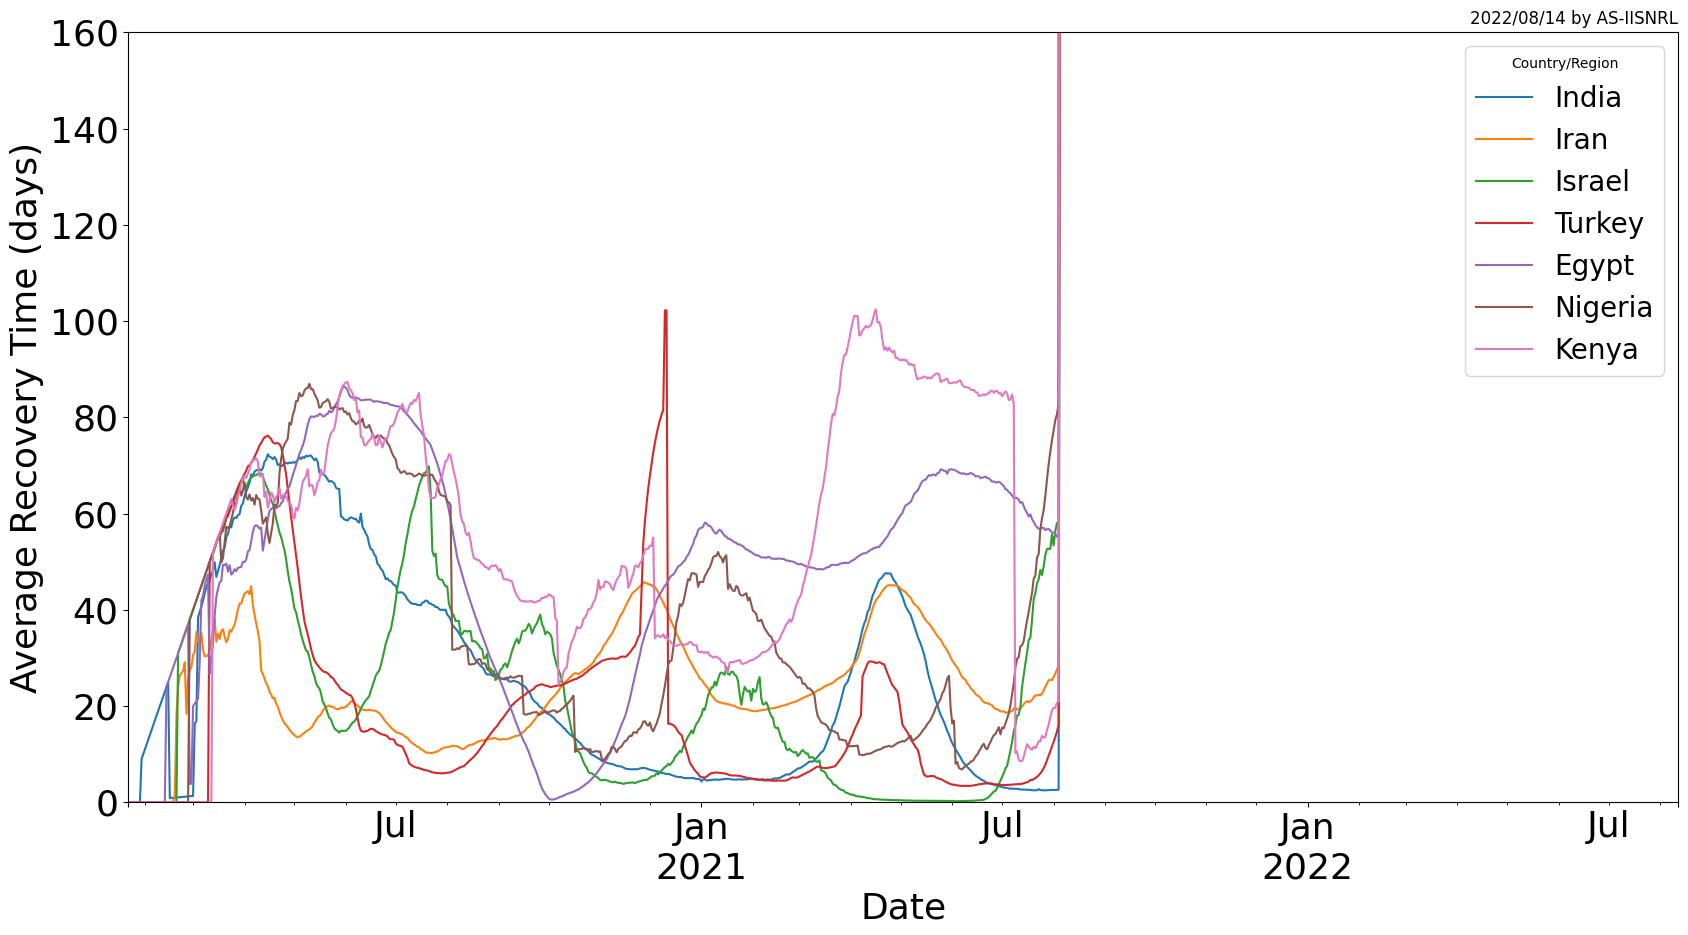 2022/08/14 by AS-IISNRL
Average Recovery Time (days)
160
140
120
100
80
60
40
20
0
Country/Region
India
Iran
Israel
Turkey
Egypt
Nigeria
Kenya
Jul
Jan
2021
Jul
Jan
2022
Jul
Date